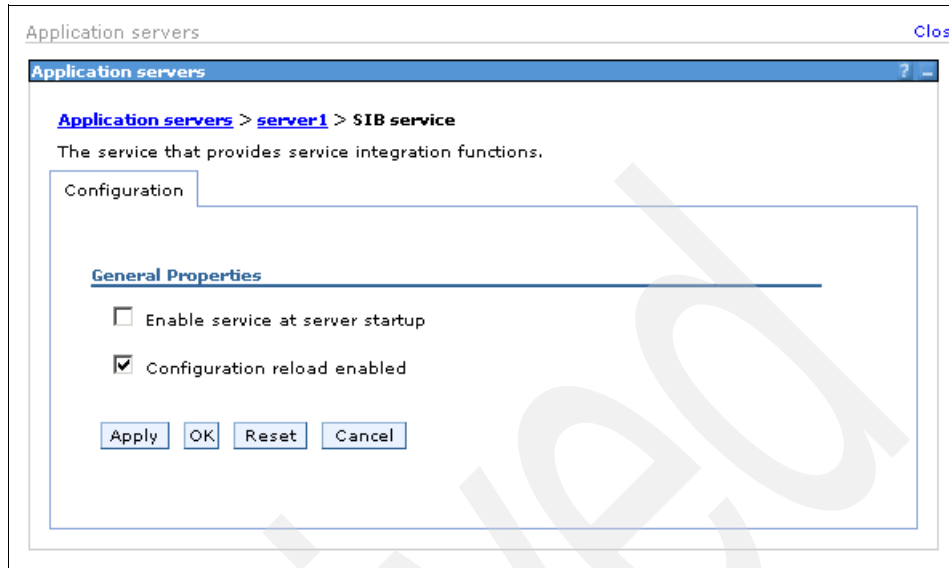 Application servers Clos
Application servers ? –
Application servers > server1 > SIB service
The service that provides service integration functions.
Configuration
General Properties
Enable service at server startup
Configuration reload enabled
Apply OK Reset Cancel
ived